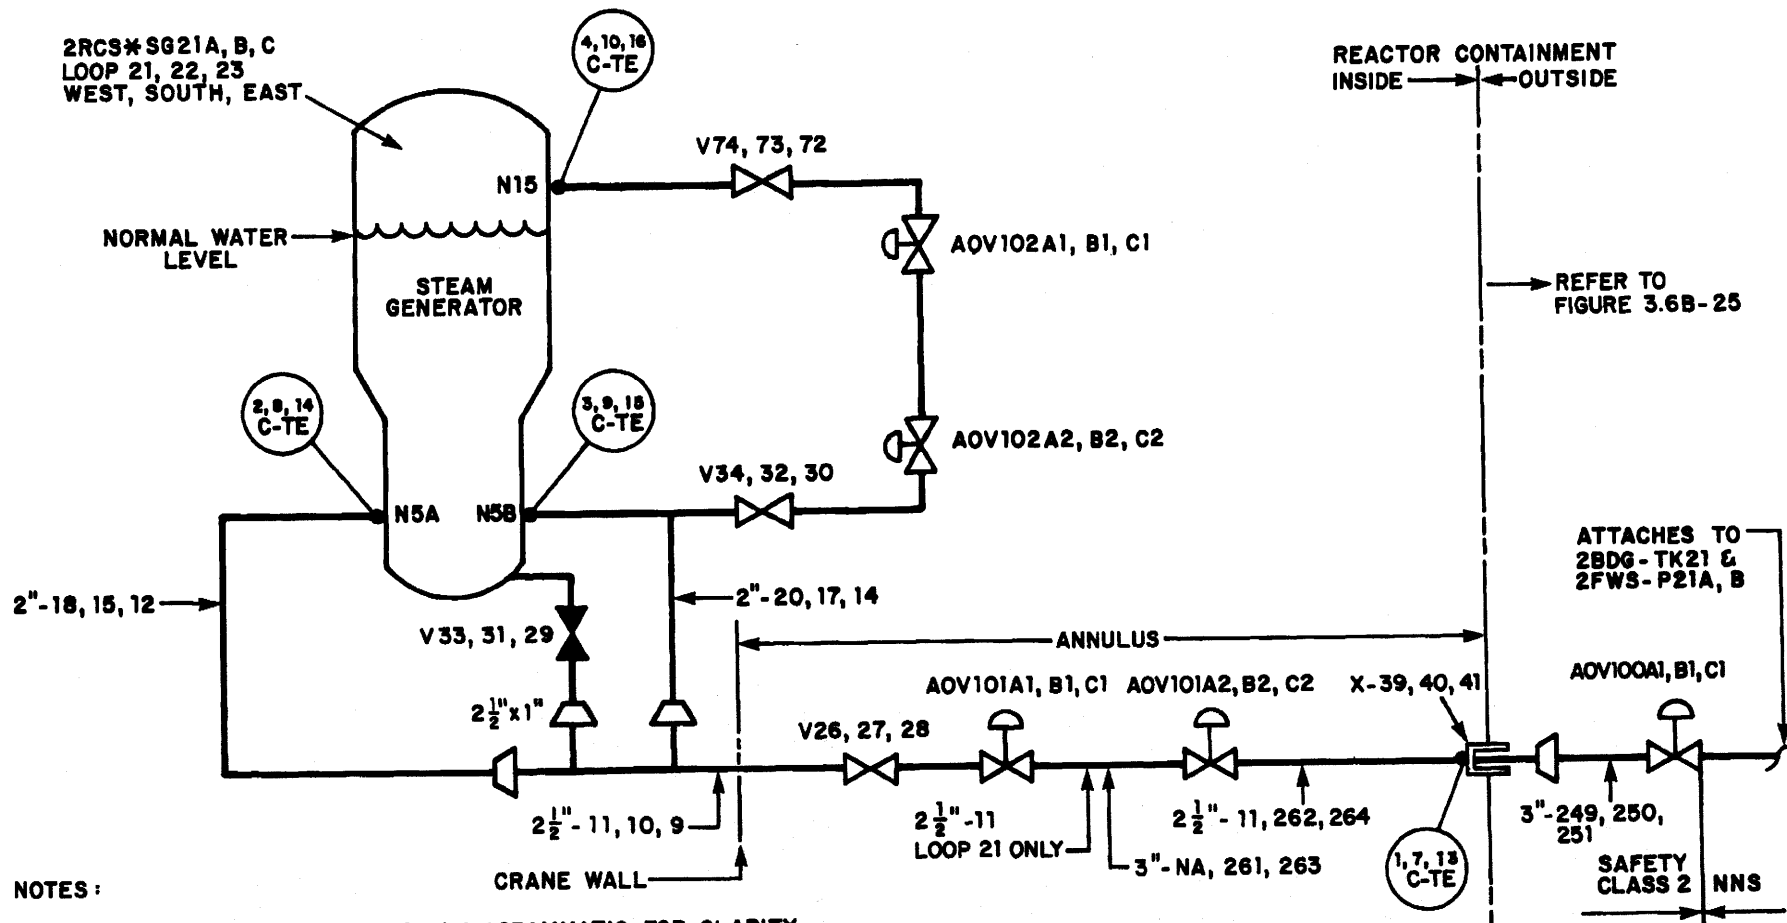 2RCS*SG21A, B, C
LOOP 21, 22, 23
WEST, SOUTH, EAST
4, 10, 16
C-TE
REACTOR CONTAINMENT
INSIDE
OUTSIDE
V74, 73, 72
N15
NORMAL WATER
LEVEL
AOV102A1, B1, C1
STEAM
GENERATOR
REFER TO
FIGURE 3.6B-25
2, 8, 14
C-TE
3, 9, 15
C-TE
AOV102A2, B2, C2
V34, 32, 30
N5A
N5B
ATTACHES TO
2BDG-TK21 &
2FWS-P21A, B
2"-18, 15, 12
2"-20, 17, 14
V33, 31, 29
ANNULUS
AOV101A1, B1, C1
AOV101A2, B2, C2
X-39, 40, 41
AOV100A1, B1, C1
2½"x1"
V26, 27, 28
2½"-11, 10, 9
2½"-11
LOOP 21 ONLY
2½"-11, 262, 264
3"-249, 250,
251
3"-NA, 261, 263
1, 7, 13
C-TE
SAFETY
CLASS 2
NNS
CRANE WALL
NOTES:
FOR CLARITY